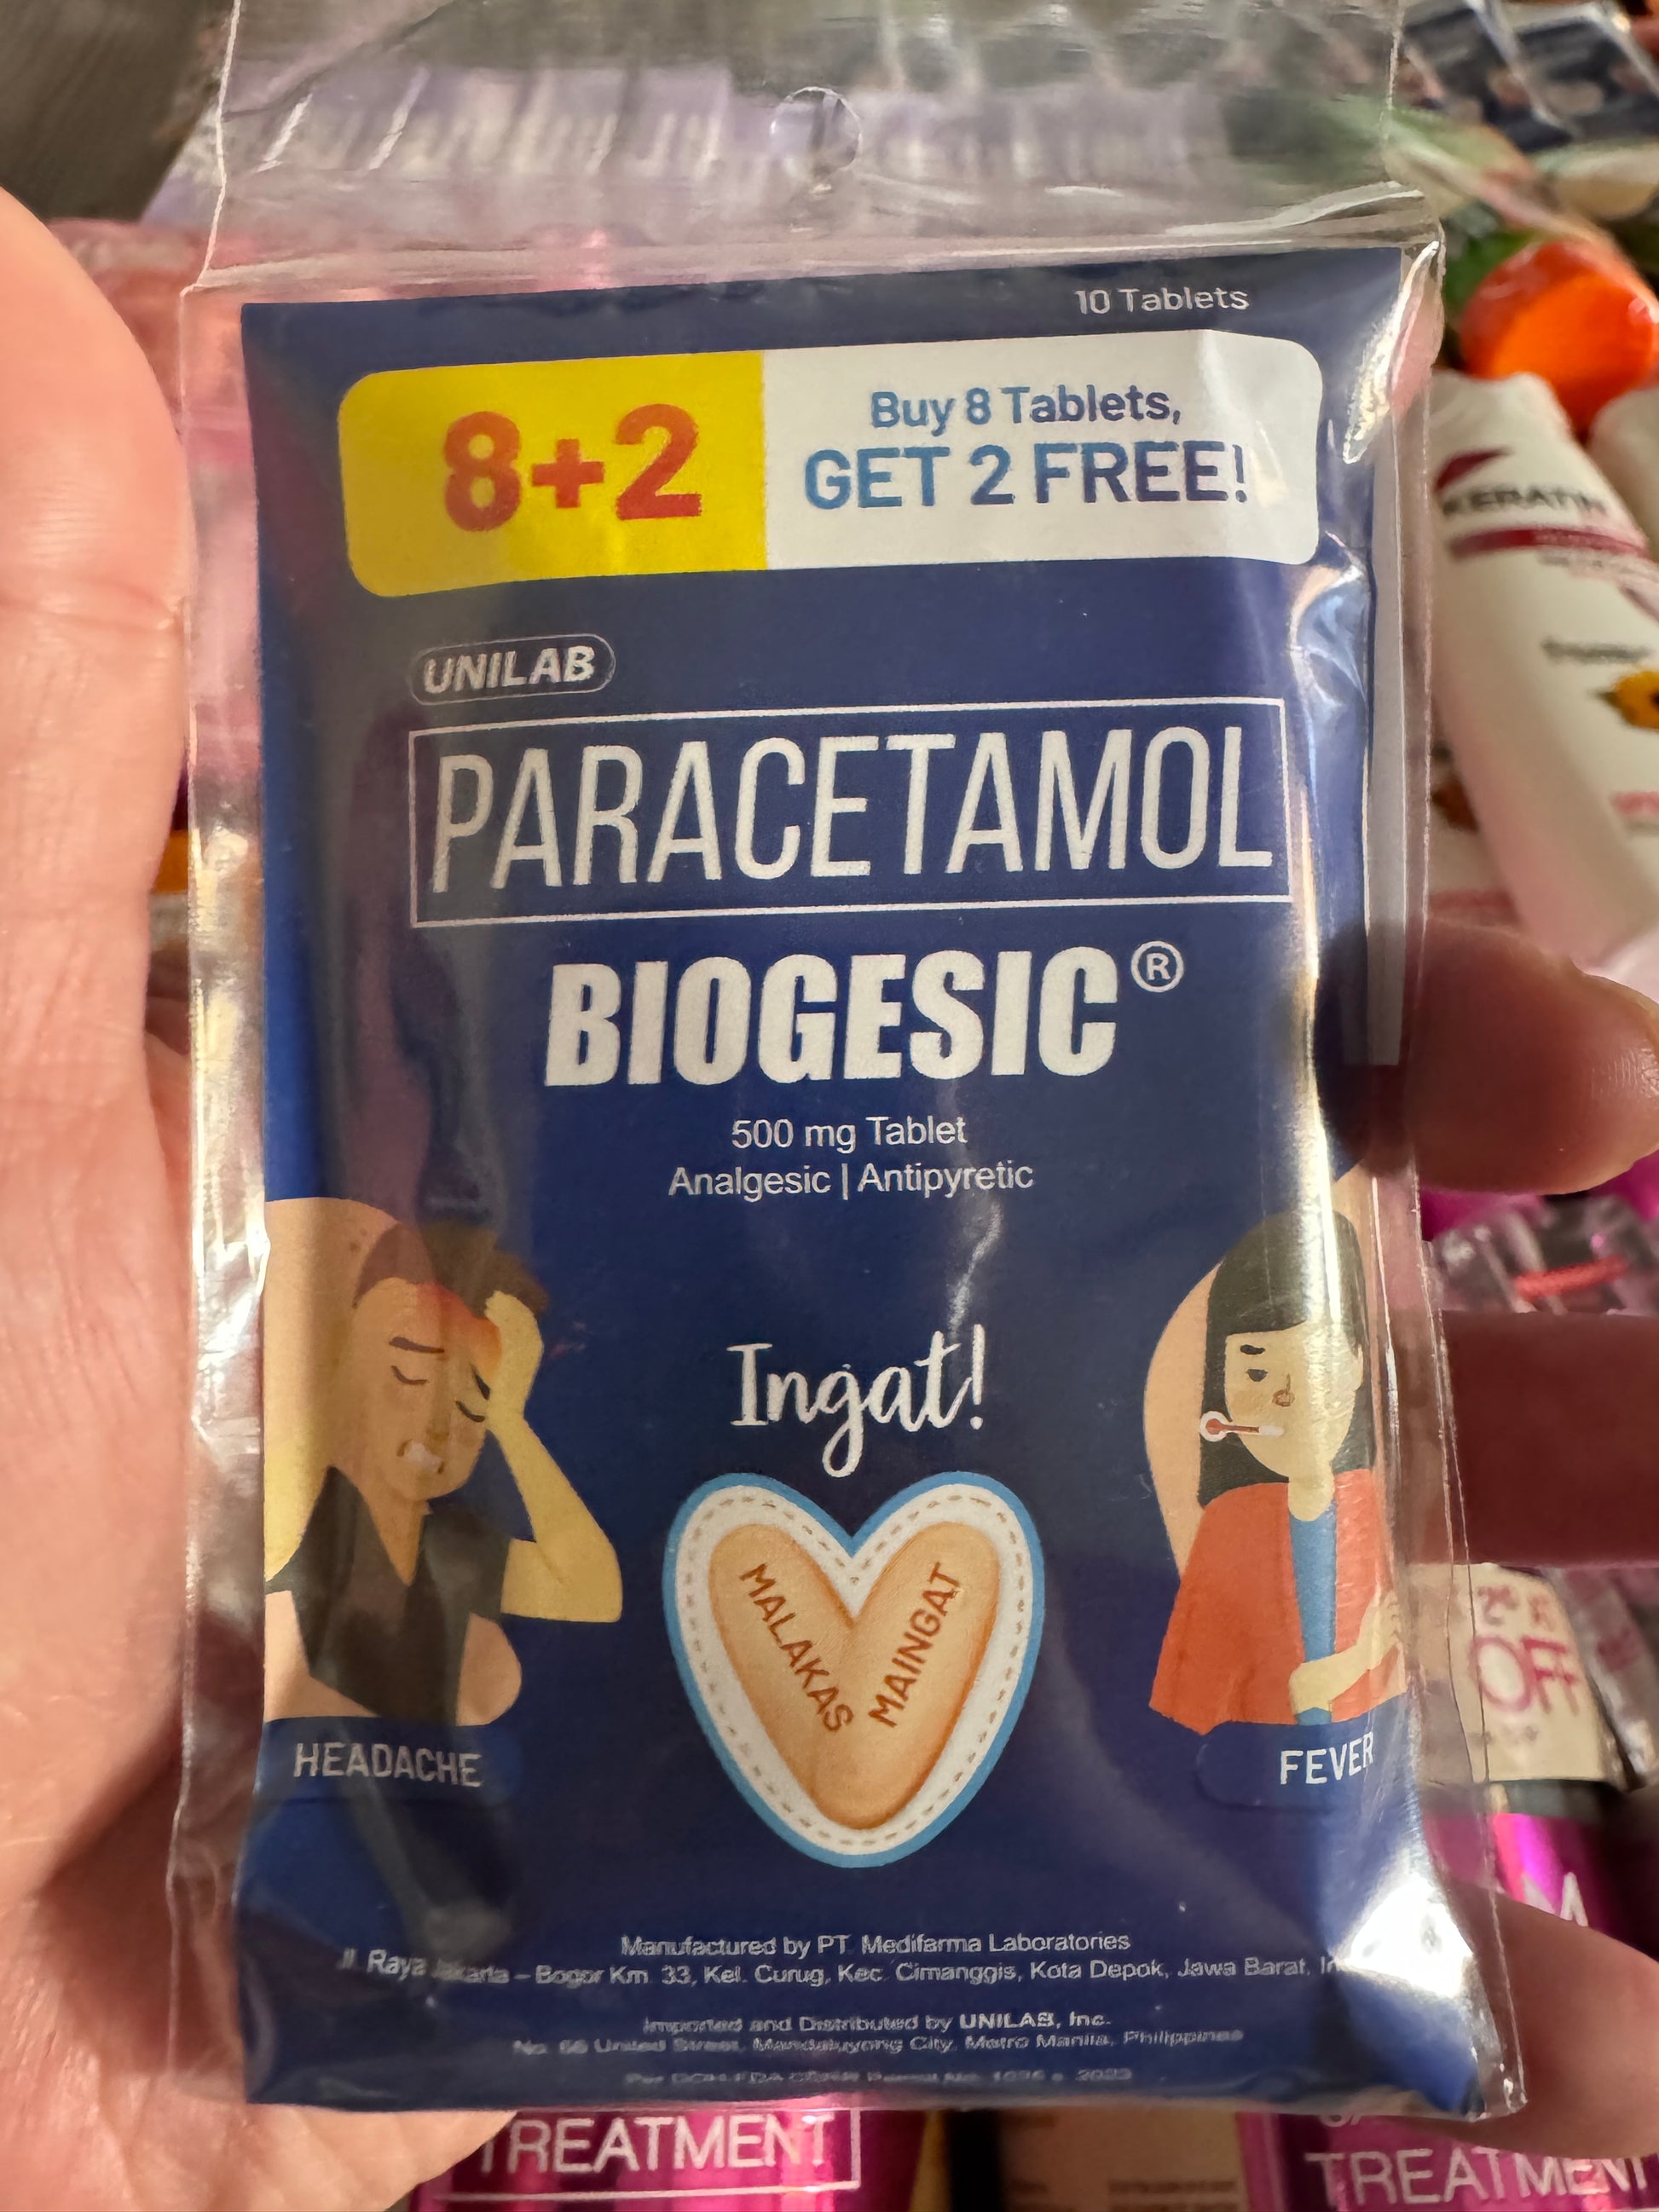 10 Tablets
8+2
Buy 8 Tablets,
GET 2 FREE!
UNILAB
PARACETAMOL
BIOGESIC®
500 mg Tablet
Analgesic | Antipyretic
Ingat!
MALAKAS
MAINGAT
HEADACHE
FEVER
Manufactured by PT. Medifarma Laboratories
Jl. Raya Jakarta – Bogor Km. 33, Kel. Curug, Kec. Cimanggis, Kota Depok, Jawa Barat,
Imported and Distributed by UNILAB, Inc.
No. 66 United Street, Mandaluyong City, Metro Manila, Philippines
KERATIN
OFF
TREATMENT
TREATMENT